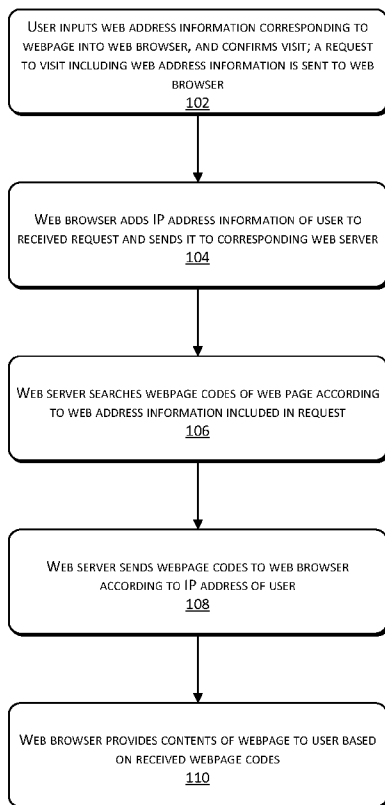 USER INPUTS WEB ADDRESS INFORMATION CORRESPONDING TO
WEBPAGE INTO WEB BROWSER, AND CONFIRMS VISIT; A REQUEST
TO VISIT INCLUDING WEB ADDRESS INFORMATION IS SENT TO WEB
BROWSER
102
WEB BROWSER ADDS IP ADDRESS INFORMATION OF USER TO
RECEIVED REQUEST AND SENDS IT TO CORRESPONDING WEB SERVER
104
WEB SERVER SEARCHES WEBPAGE CODES OF WEB PAGE ACCORDING
TO WEB ADDRESS INFORMATION INCLUDED IN REQUEST
106
WEB SERVER SENDS WEBPAGE CODES TO WEB BROWSER
ACCORDING TO IP ADDRESS OF USER
108
WEB BROWSER PROVIDES CONTENTS OF WEBPAGE TO USER BASED
ON RECEIVED WEBPAGE CODES
110